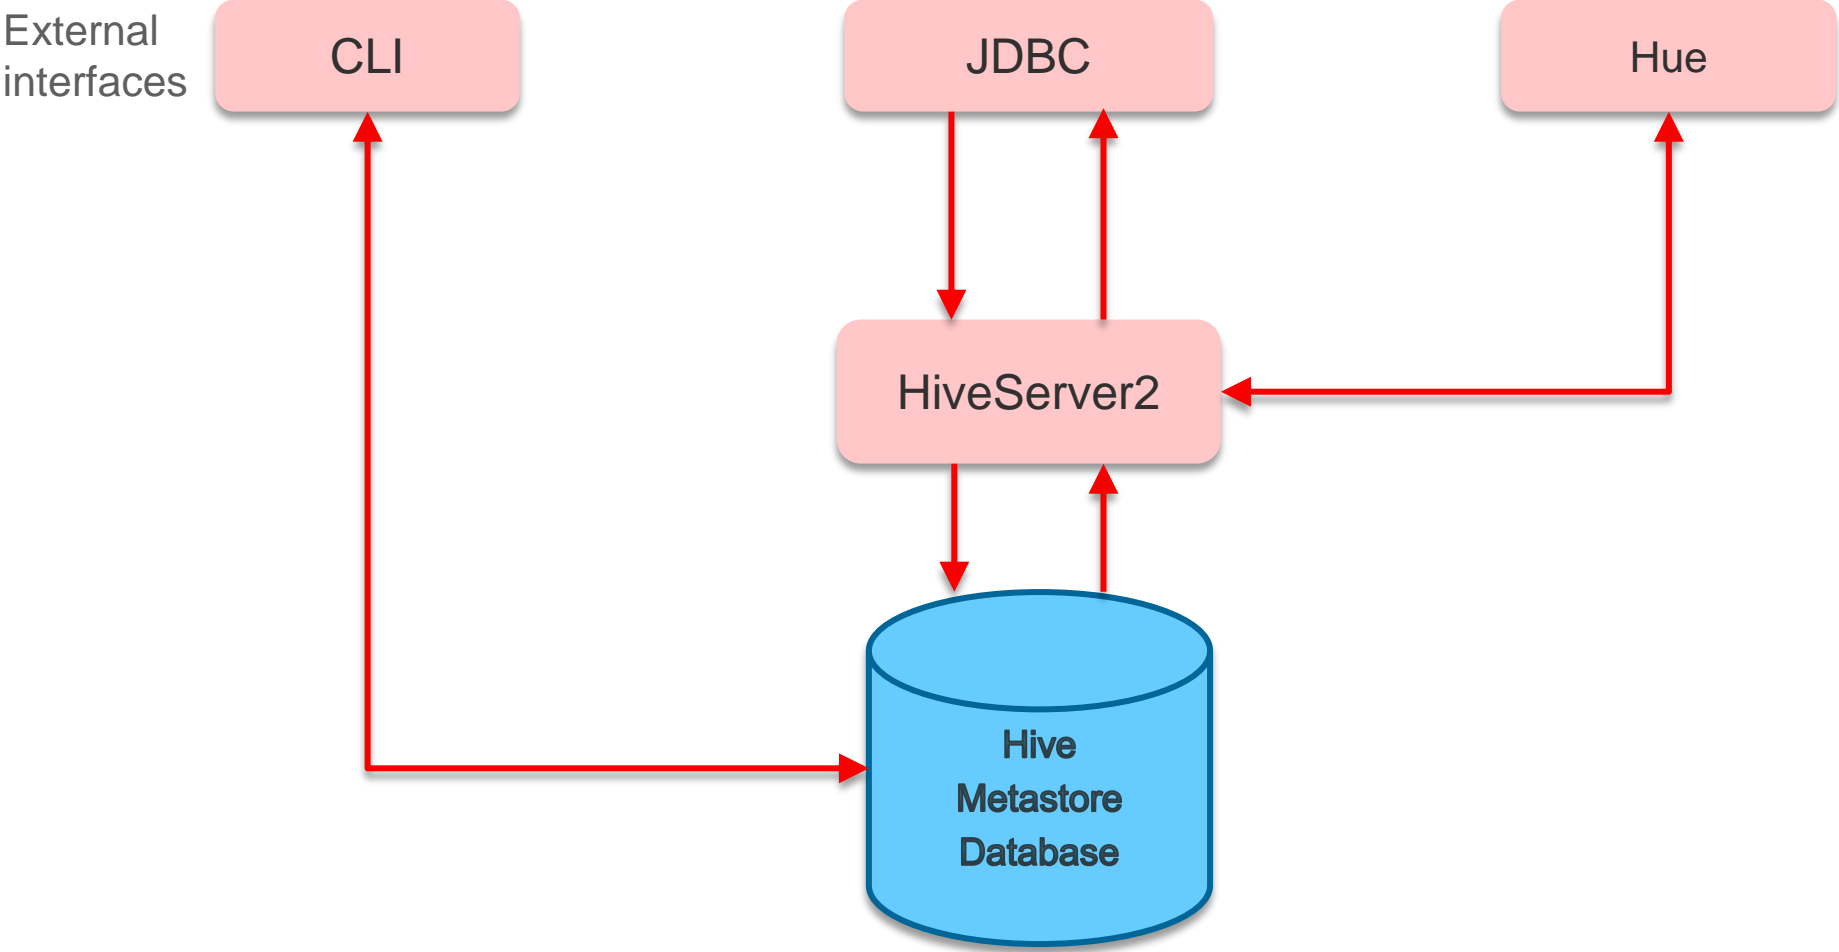 External
interfaces
CLI
JDBC
Hue
HiveServer2
Hive
Metastore
Database